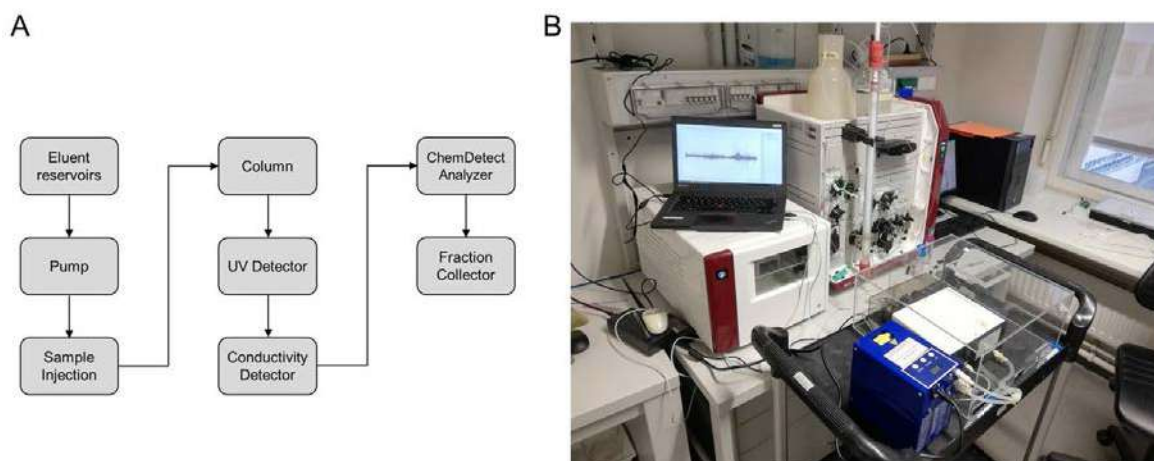 A
Eluent
reservoirs
Pump
Sample
Injection
Column
UV Detector
Conductivity
Detector
ChemDetect
Analyzer
Fraction
Collector
B